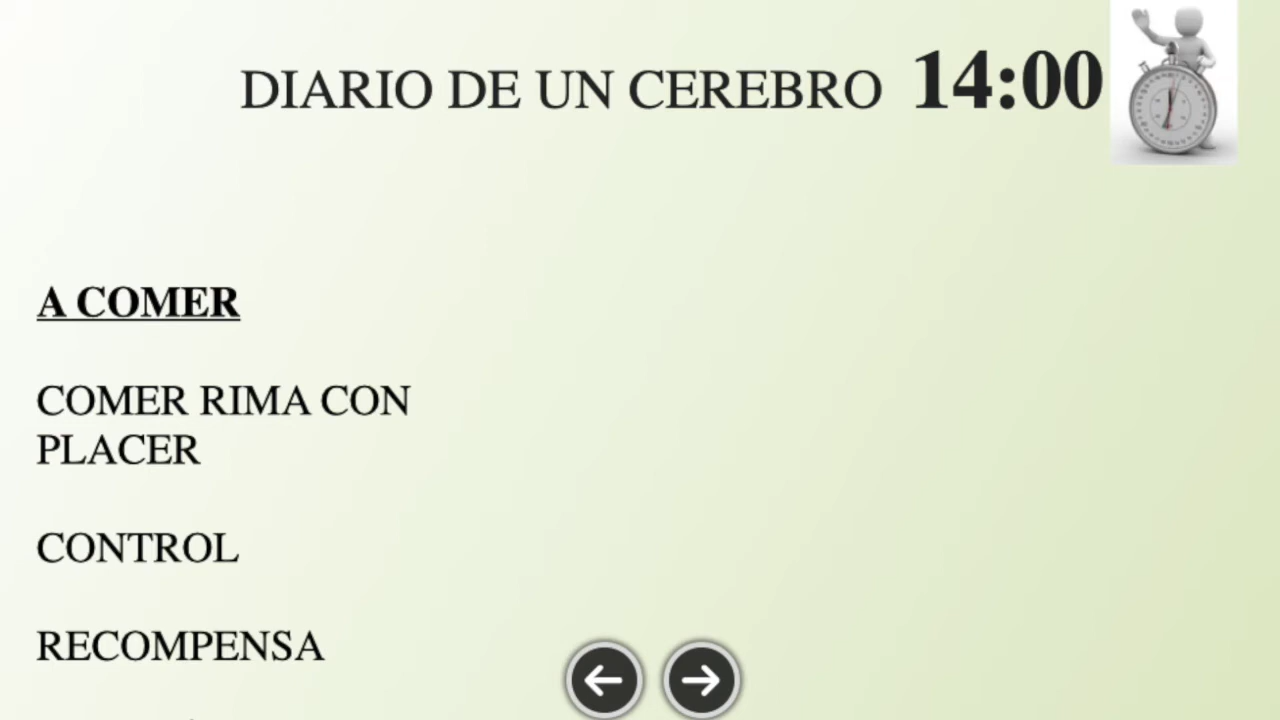 DIARIO DE UN CEREBRO 14:00
A COMER
COMER RIMA CON
PLACER
CONTROL
RECOMPENSA